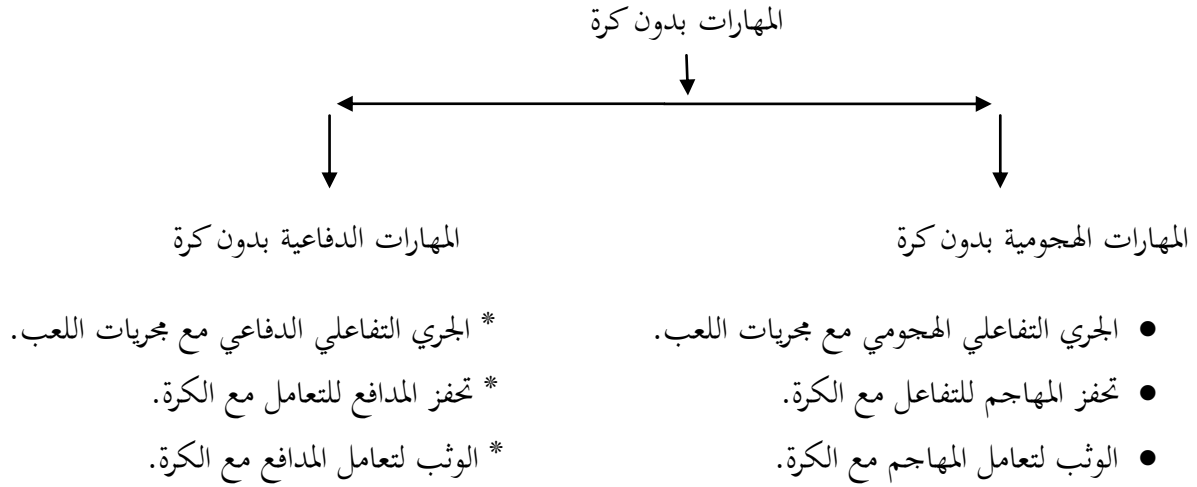 المهارات بدون كرة
المهارات الهجومية بدون كرة
المهارات الدفاعية بدون كرة
● الجري التفاعلي الهجومي مع مجريات اللعب.
* الجري التفاعلي الدفاعي مع مجريات اللعب.
● تحفز المهاجم للتفاعل مع الكرة.
* تحفز المدافع للتعامل مع الكرة.
● الوثب لتعامل المهاجم مع الكرة.
* الوثب لتعامل المدافع مع الكرة.